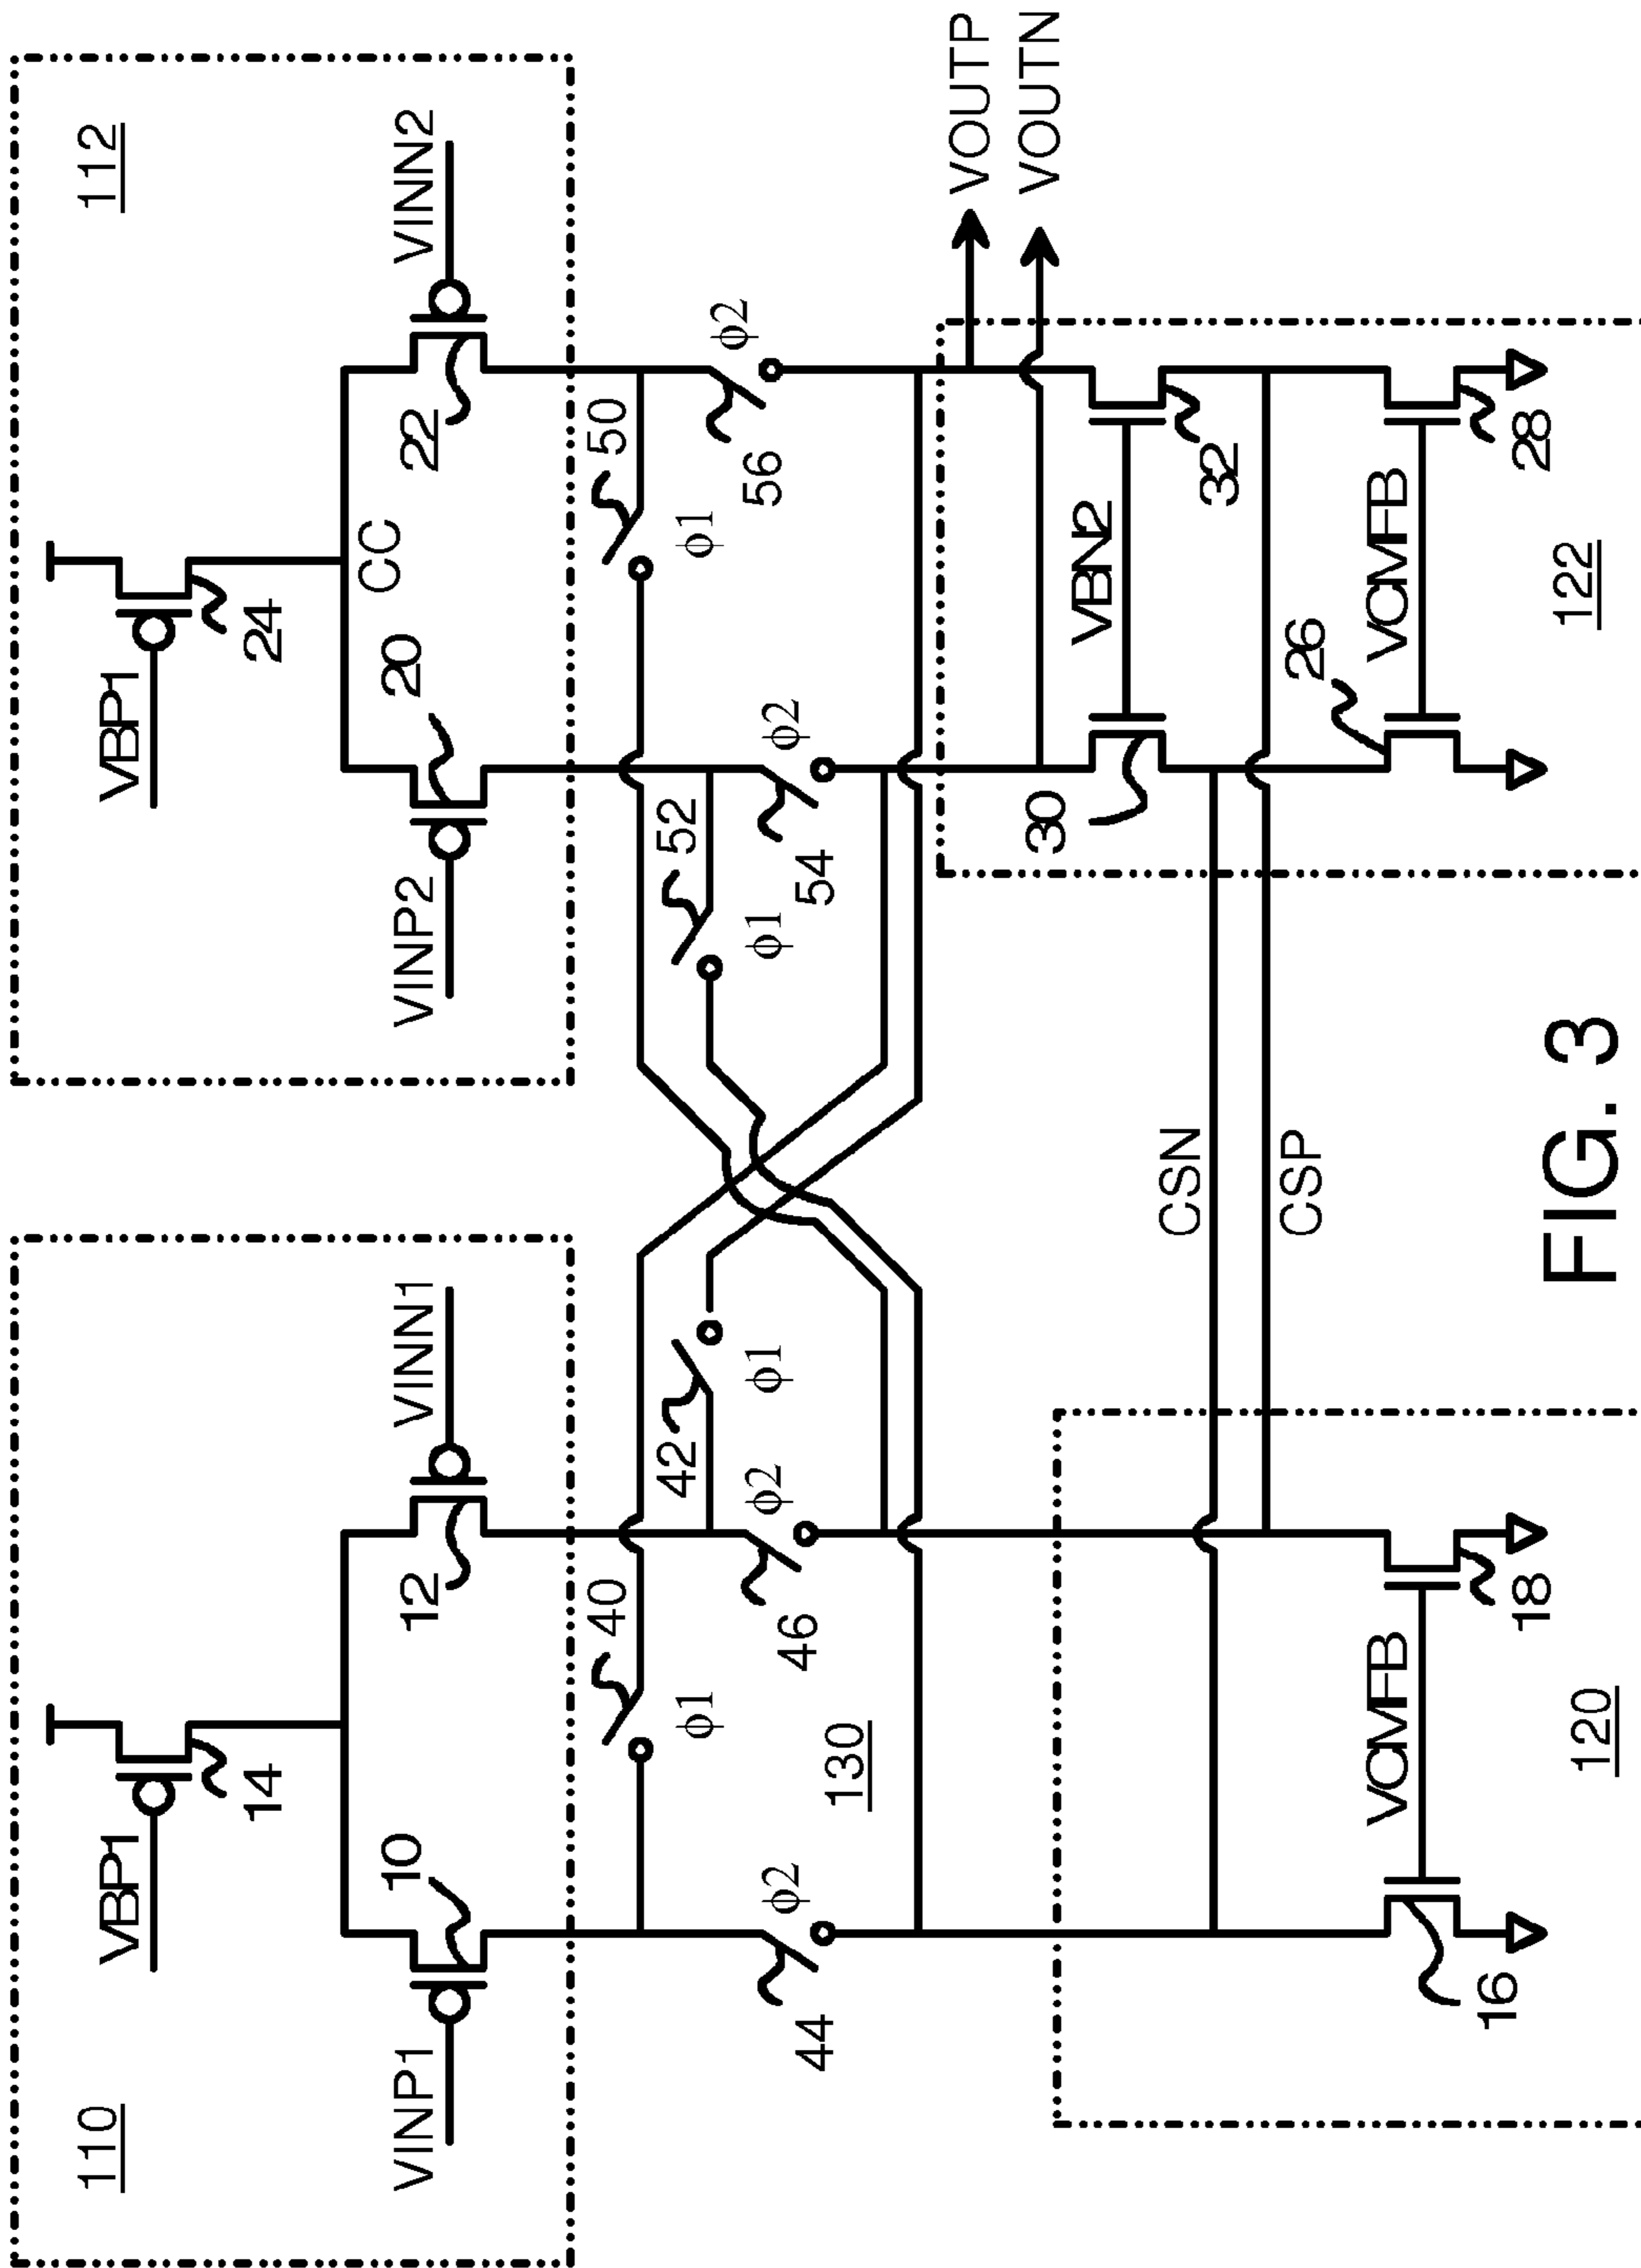 110
112
VBP1
14
VBP1
24
CC
VINP1
10
12
VINN1
VINP2
20
22
VINN2
40
50
ϕ1
ϕ1
42
52
ϕ2
44
ϕ2
46
ϕ1
ϕ1
ϕ2
54
ϕ2
56
130
VOUTP
VOUTN
30
VBN2
32
CSN
CSP
26
VCMFB
16
18
VCMFB
28
120
122
FIG. 3